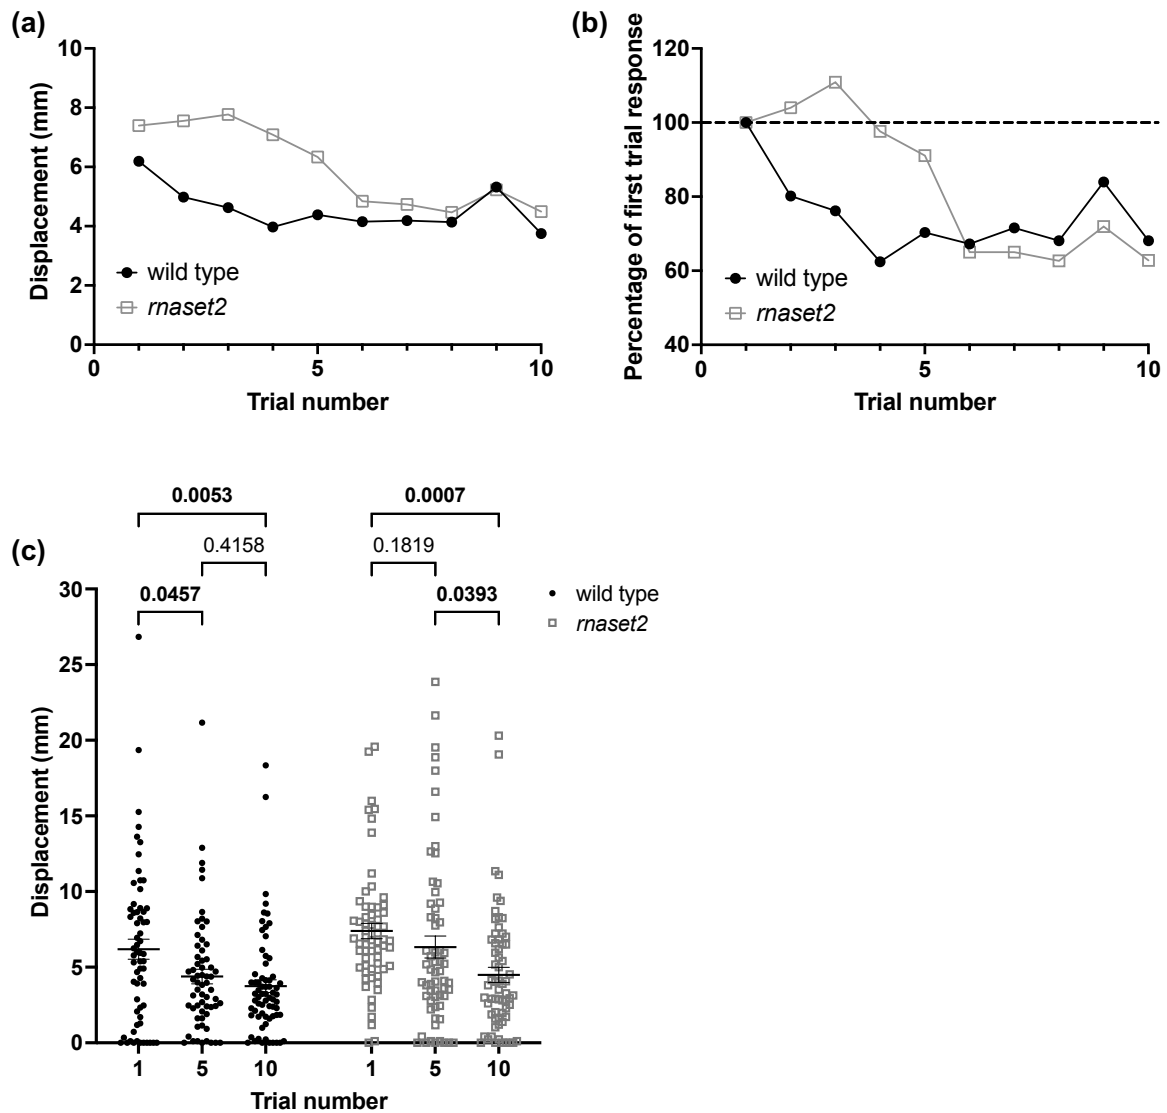 (a)
10
8
6
4
2
0
Displacement (mm)
wild type
rnaset2
0
5
10
Trial number
(b)
120
100
80
60
40
Percentage of first trial response
wild type
rnaset2
0
5
10
Trial number
(c)
0.0053
0.4158
0.0457
0.0007
0.1819
0.0393
wild type
rnaset2
30
25
20
15
10
5
0
Displacement (mm)
1
5
10
1
5
10
Trial number